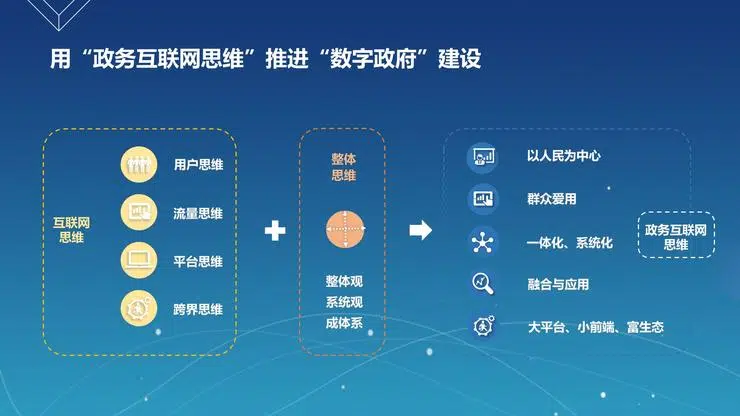 用“政务互联网思维”推进“数字政府”建设
互联网
思维
用户思维
流量思维
平台思维
跨界思维
整体
思维
整体观
系统观
成体系
以人民为中心
群众爱用
一体化、系统化
融合与应用
大平台、小前端、富生态
政务互联网
思维